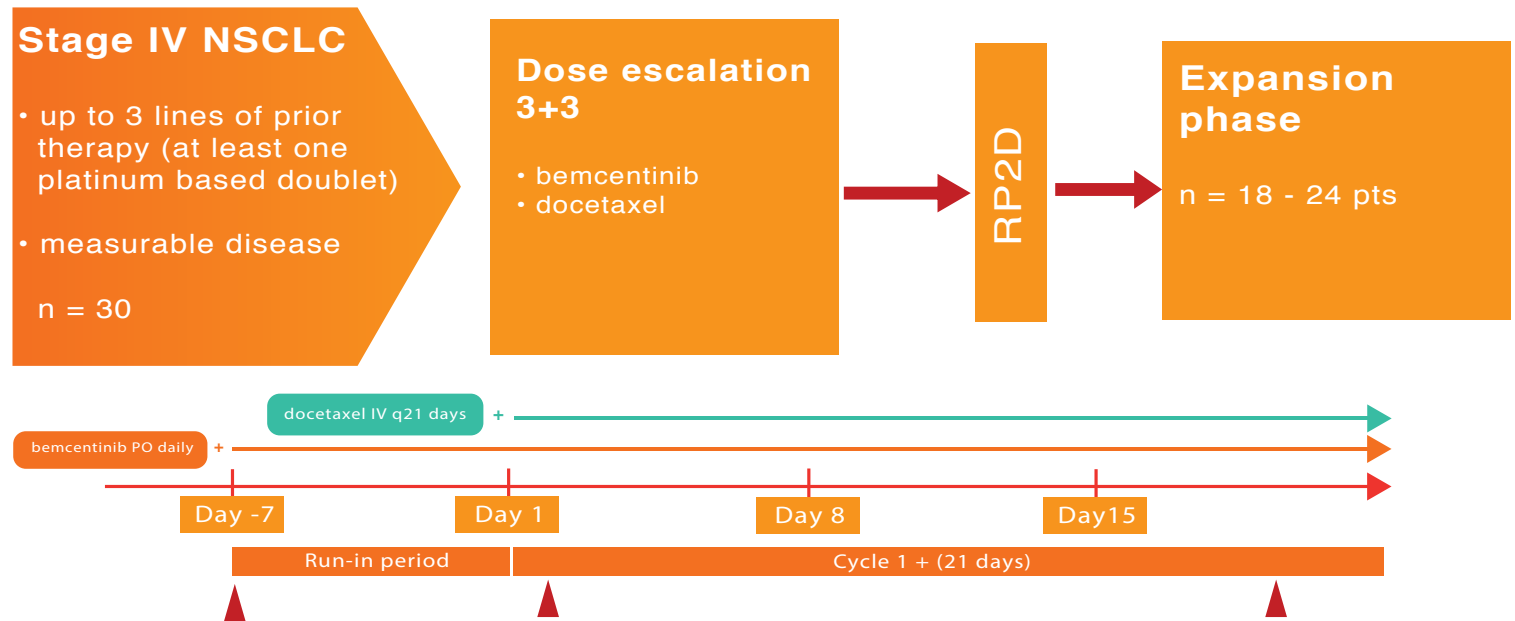 Stage IV NSCLC
• up to 3 lines of prior
therapy (at least one
platinum based doublet)
• measurable disease
n = 30
Dose escalation
3+3
• bemcentinib
• docetaxel
RP2D
Expansion
phase
n = 18 - 24 pts
docetaxel IV q21 days +
bemcentinib PO daily +
Day -7
Day 1
Day 8
Day15
Run-in period
Cycle 1 + (21 days)